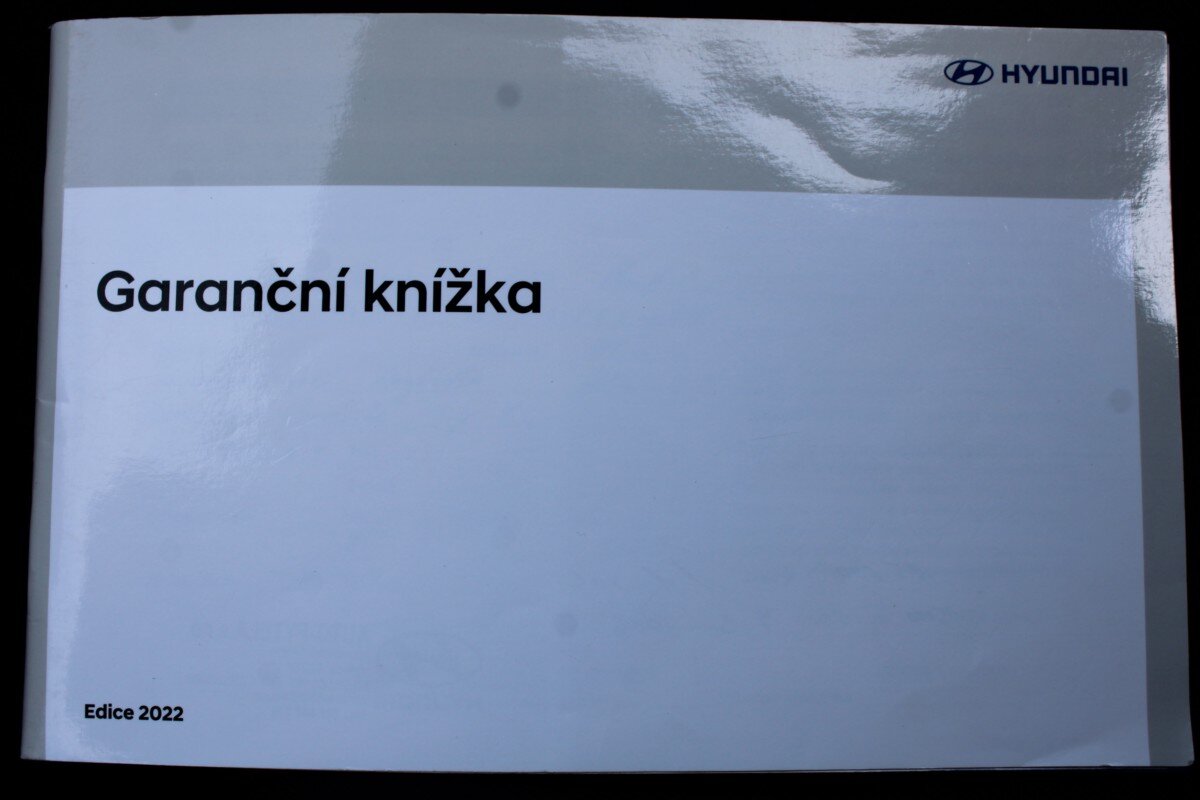 HYUNDAI
Garanční knížka
Edice 2022